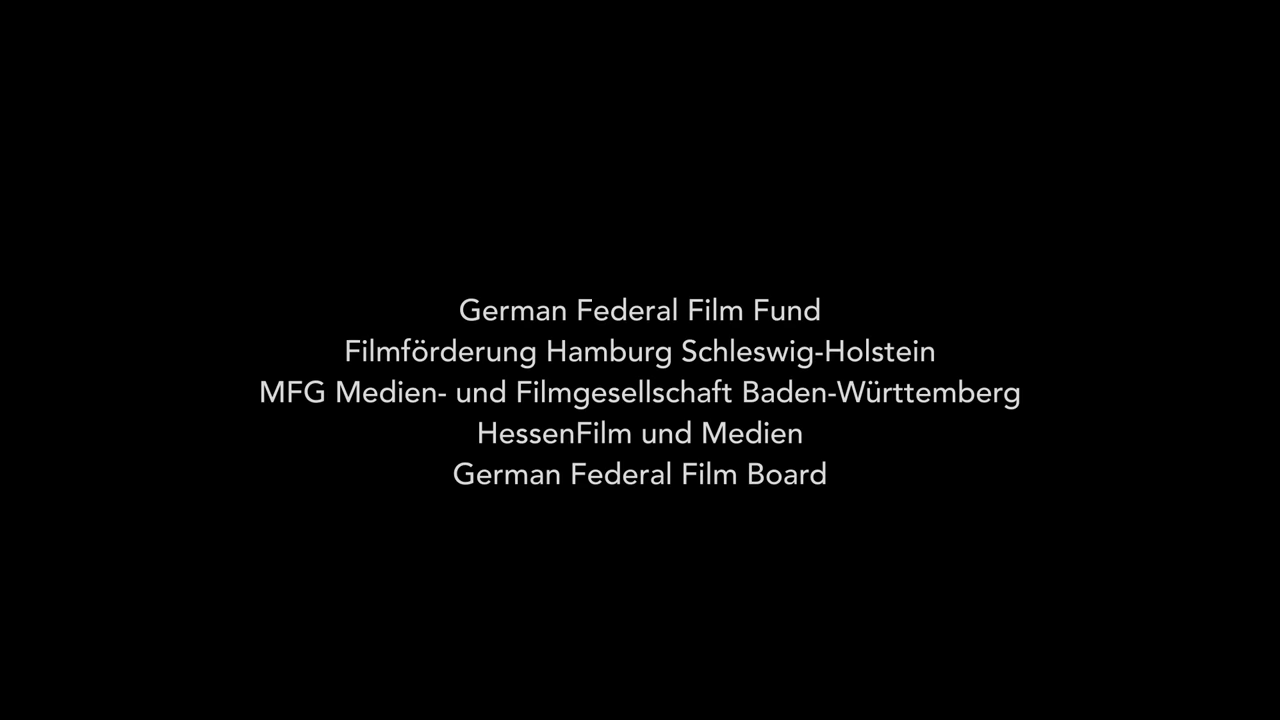 German Federal Film Fund
Filmförderung Hamburg Schleswig-Holstein
MFG Medien- und Filmgesellschaft Baden-Württemberg
HessenFilm und Medien
German Federal Film Board